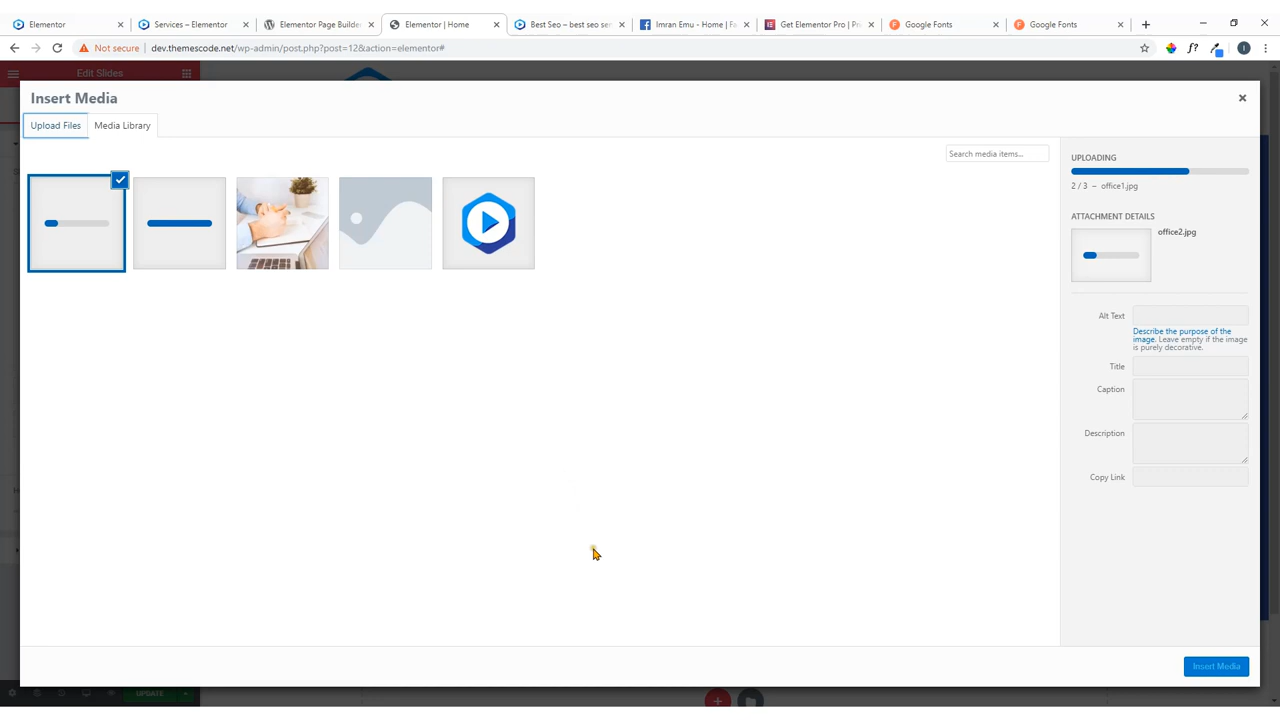 Elementor
Services – Elementor
Elementor Page Builder
Elementor | Home
Best Seo – best seo ser
Imran Emu - Home | Fa
Get Elementor Pro | Pr
Google Fonts
Google Fonts
Not secure
dev.themescode.net/wp-admin/post.php?post=12&action=elementor#
f?
I
Edit Slides
Insert Media
Upload Files
Media Library
Search media items...
UPLOADING
2 / 3 – office1.jpg
ATTACHMENT DETAILS
office2.jpg
Alt Text
Describe the purpose of the
image. Leave empty if the image
is purely decorative.
Title
Caption
Description
Copy Link
Insert Media
UPDATE